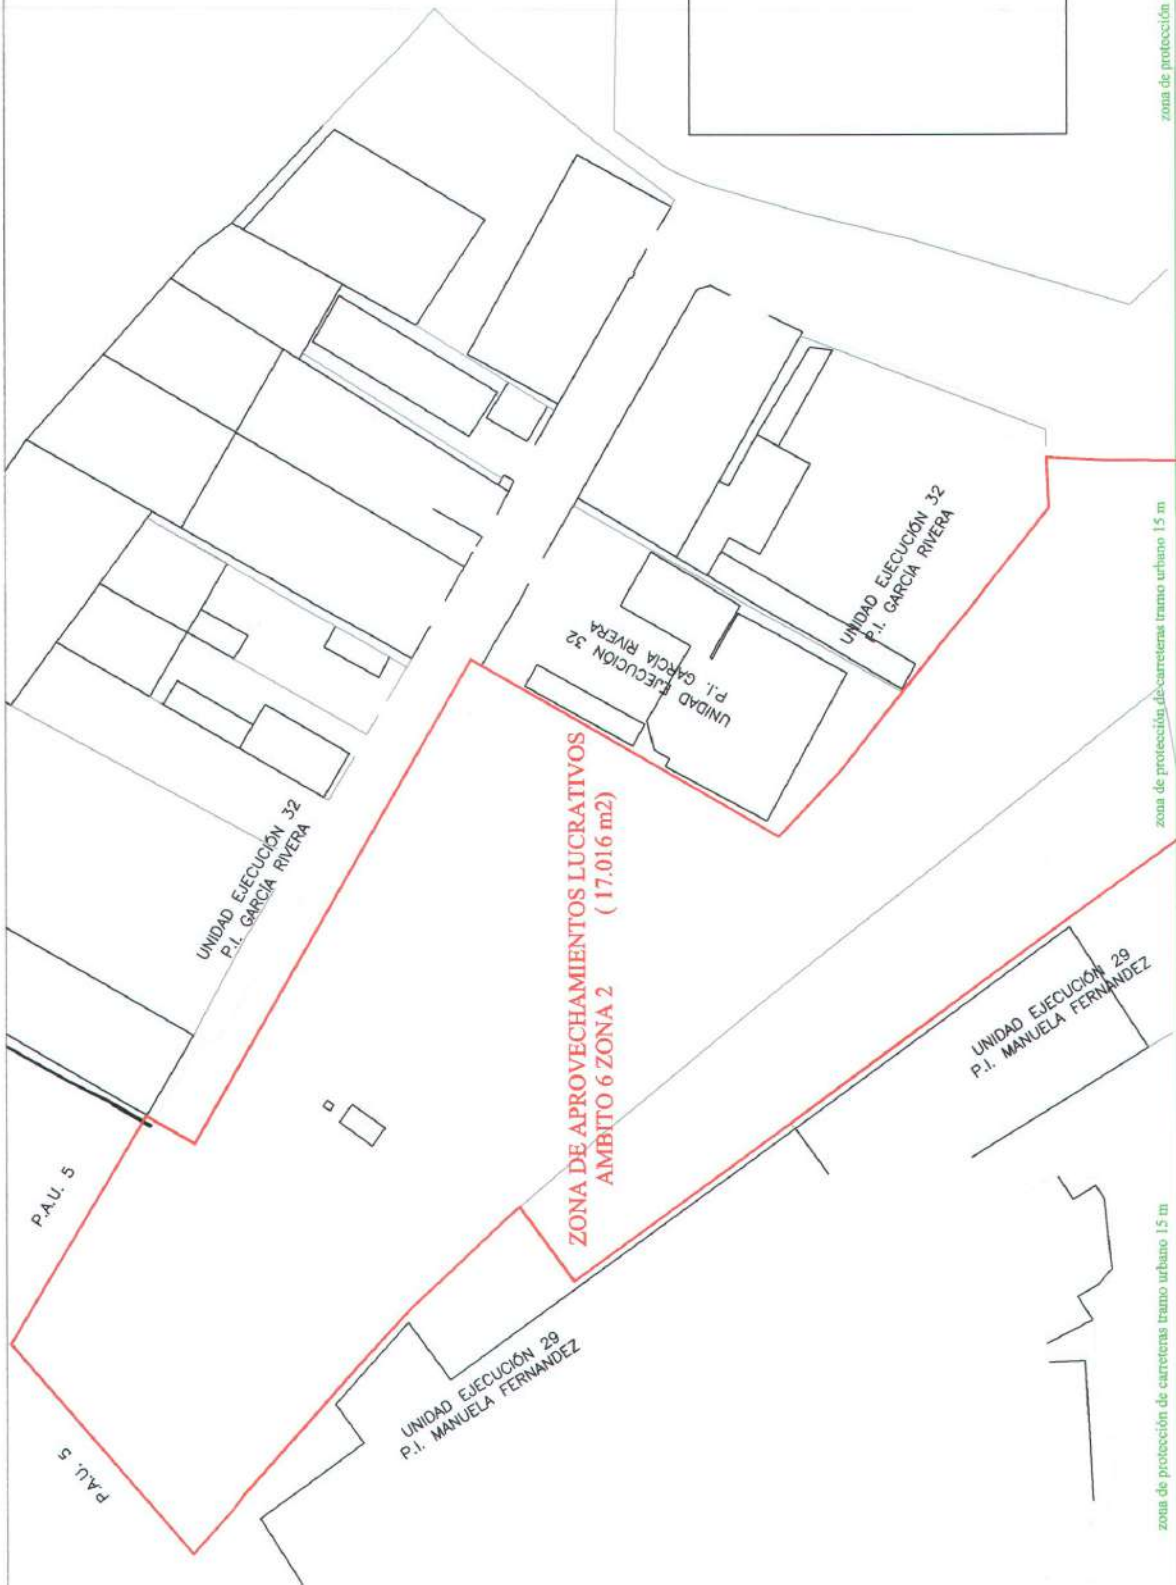 P.A.U. 5
P.A.U. 5
UNIDAD EJECUCIÓN 32
P.I. GARCÍA RIVERA
UNIDAD EJECUCIÓN 32
P.I. GARCÍA RIVERA
UNIDAD EJECUCIÓN 32
P.I. GARCÍA RIVERA
ZONA DE APROVECHAMIENTOS LUCRATIVOS
AMBITO 6 ZONA 2 ( 17.016 m2)
UNIDAD EJECUCIÓN 29
P.I. MANUELA FERNANDEZ
UNIDAD EJECUCIÓN 29
P.I. MANUELA FERNANDEZ
zona de protección de carreteras tramo urbano 15 m
zona de protección de carreteras tramo urbano 15 m
zona de protección